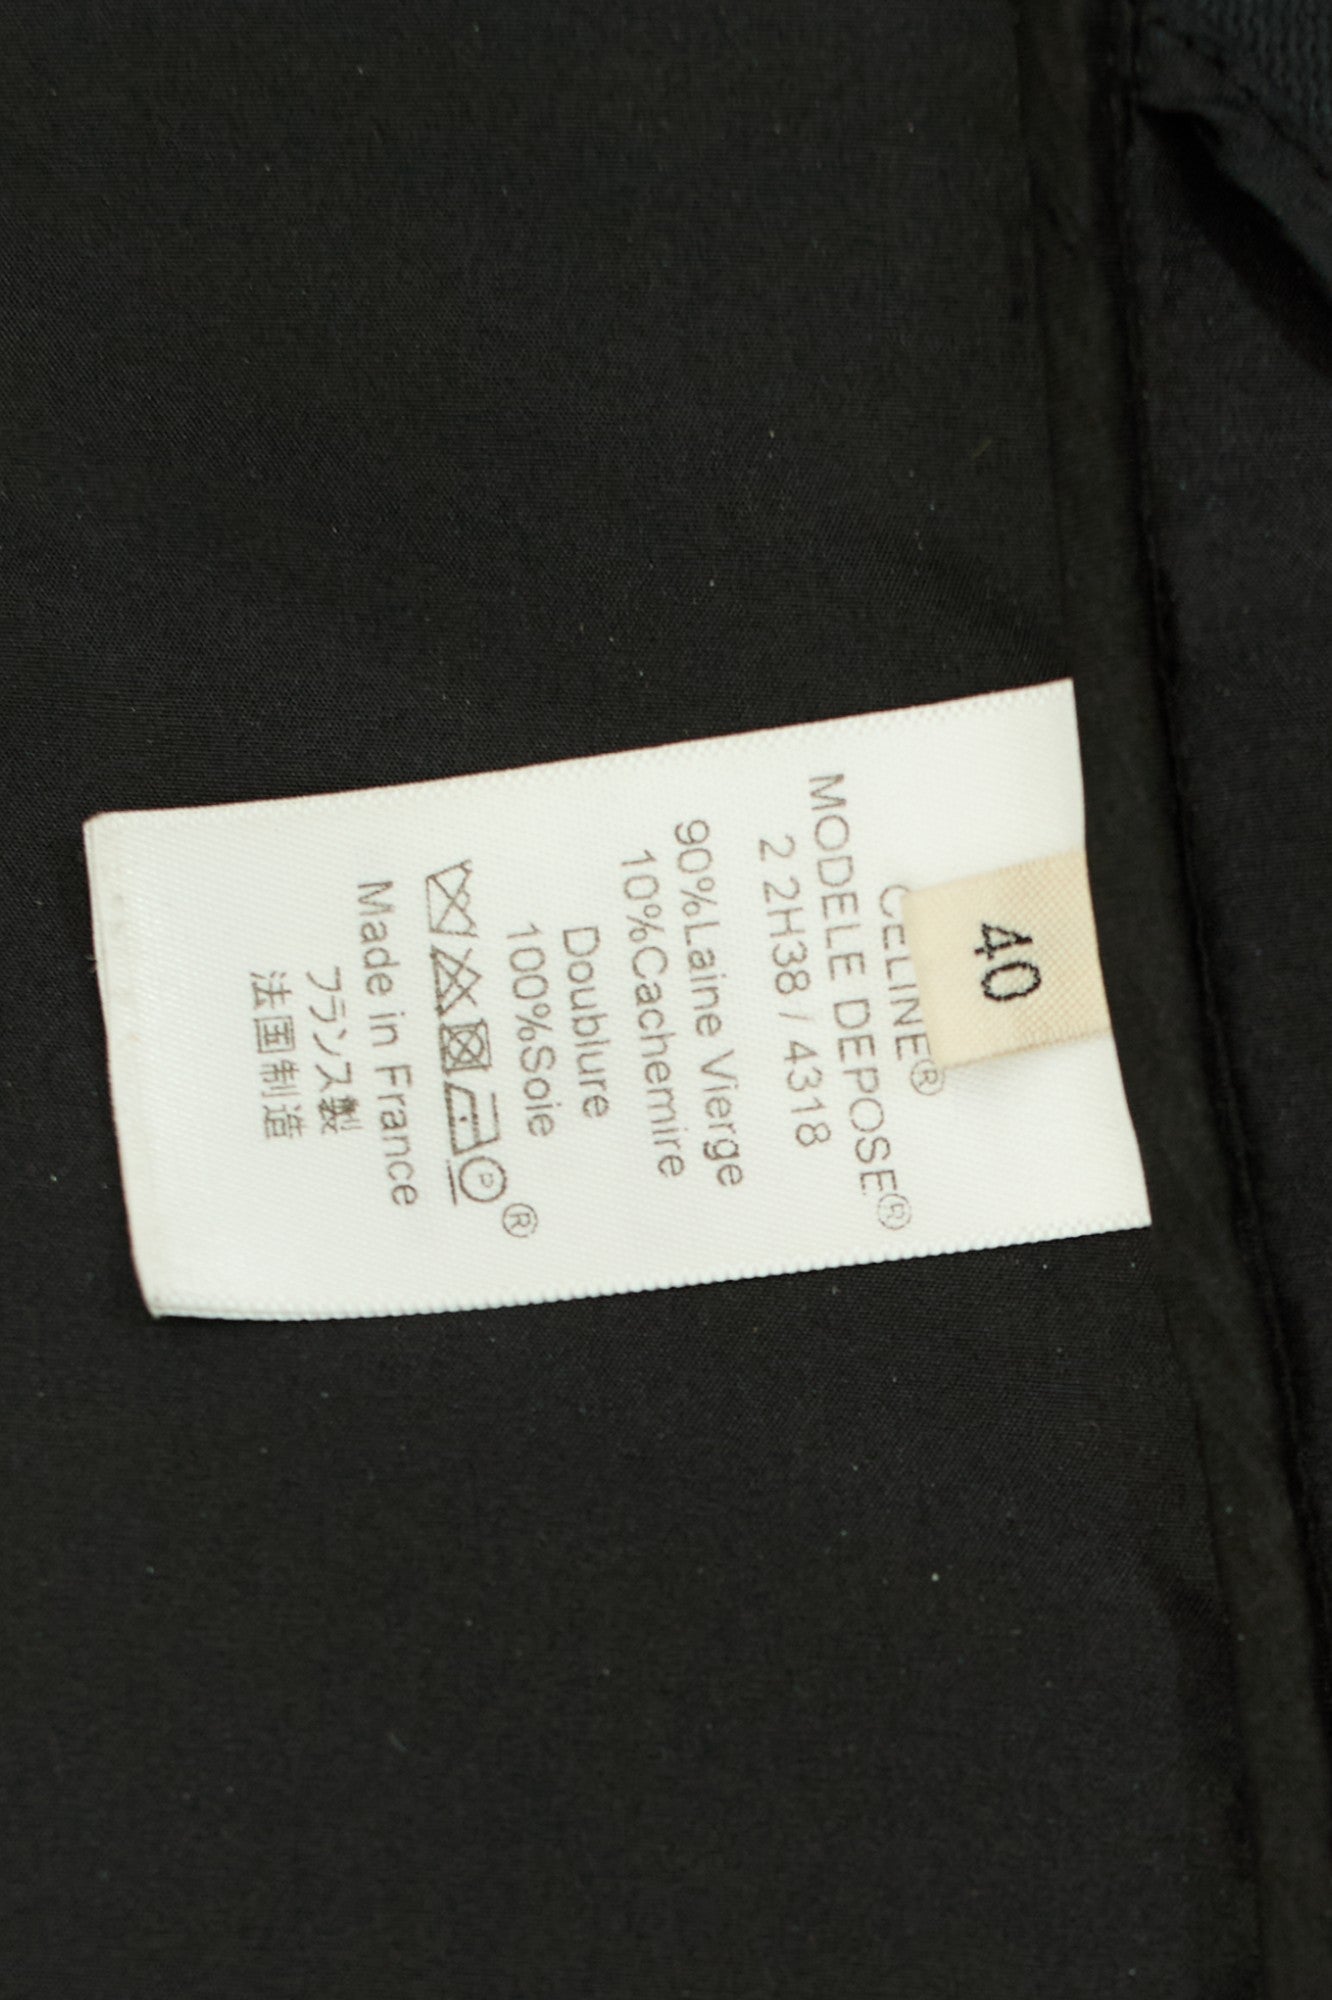 40
CELINE®
MODELE DEPOSE®
2 2H38 / 4318
90%Laine Vierge
10%Cachemire
Doublure
100%Soie
P ®
Made in France
フランス製
法国制造